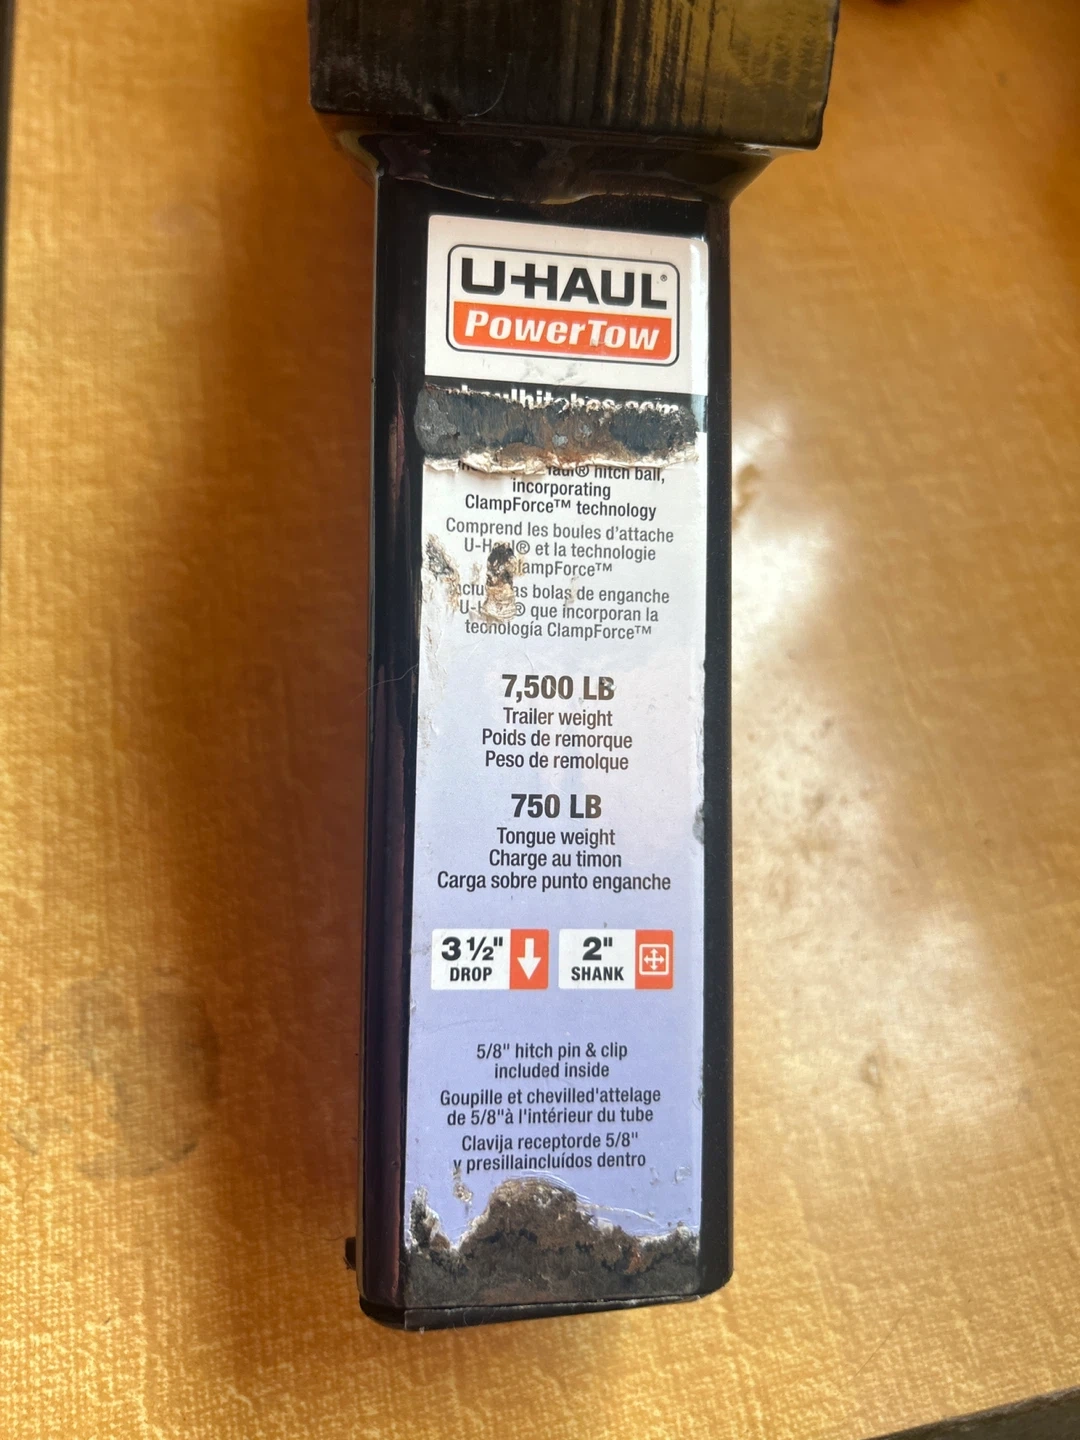 U-HAUL®
PowerTow
hitch ball,
incorporating
ClampForce™ technology
Comprend les boules d'attache
® et la technologie
ClampForce™
as bolas de enganche
® que incorporan la
tecnología ClampForce™
7,500 LB
Trailer weight
Poids de remorque
Peso de remolque
750 LB
Tongue weight
Charge au timon
Carga sobre punto enganche
3 ½" DROP
2" SHANK
5/8" hitch pin & clip
included inside
Goupille et chevilled'attelage
de 5/8"à l'intérieur du tube
Clavija receptorde 5/8"
y presillaincluídos dentro